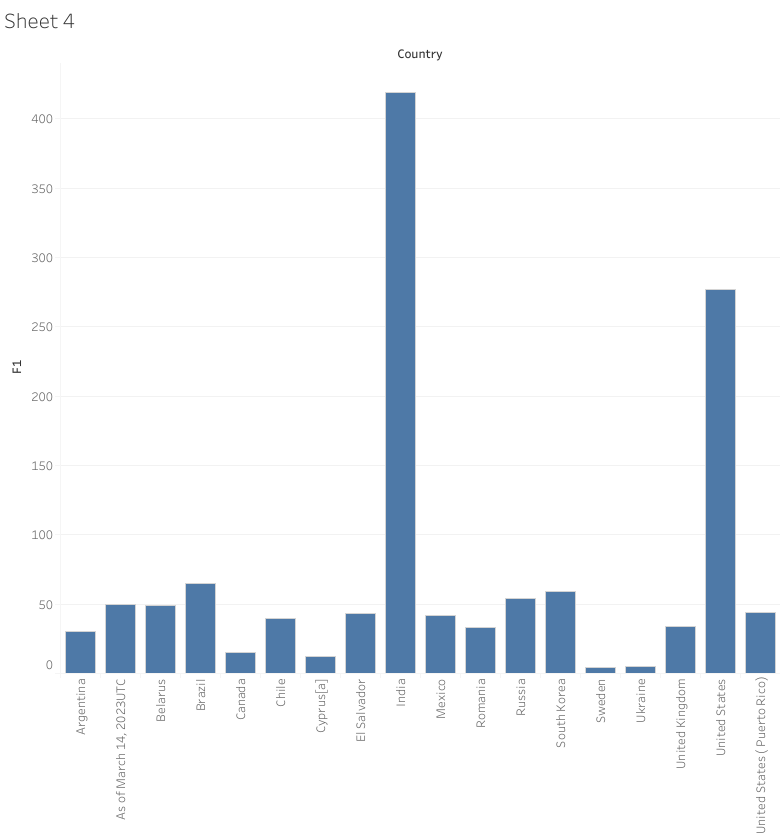 Sheet 4
Country
F1
400
350
300
250
200
150
100
50
0
Argentina
As of March 14, 2023UTC
Belarus
Brazil
Canada
Chile
Cyprus[a]
El Salvador
India
Mexico
Romania
Russia
South Korea
Sweden
Ukraine
United Kingdom
United States
United States ( Puerto Rico)